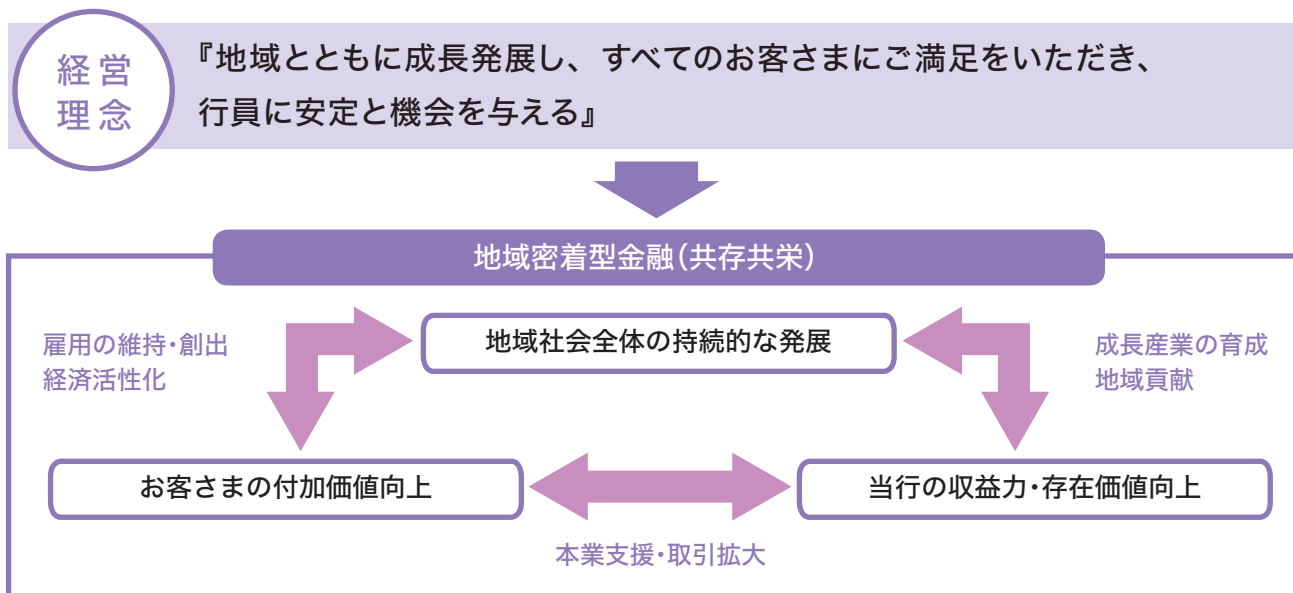 経営
理念
『地域とともに成長発展し、すべてのお客さまにご満足をいただき、
行員に安定と機会を与える』
地域密着型金融(共存共栄)
雇用の維持・創出
経済活性化
地域社会全体の持続的な発展
成長産業の育成
地域貢献
お客さまの付加価値向上
当行の収益力・存在価値向上
本業支援・取引拡大